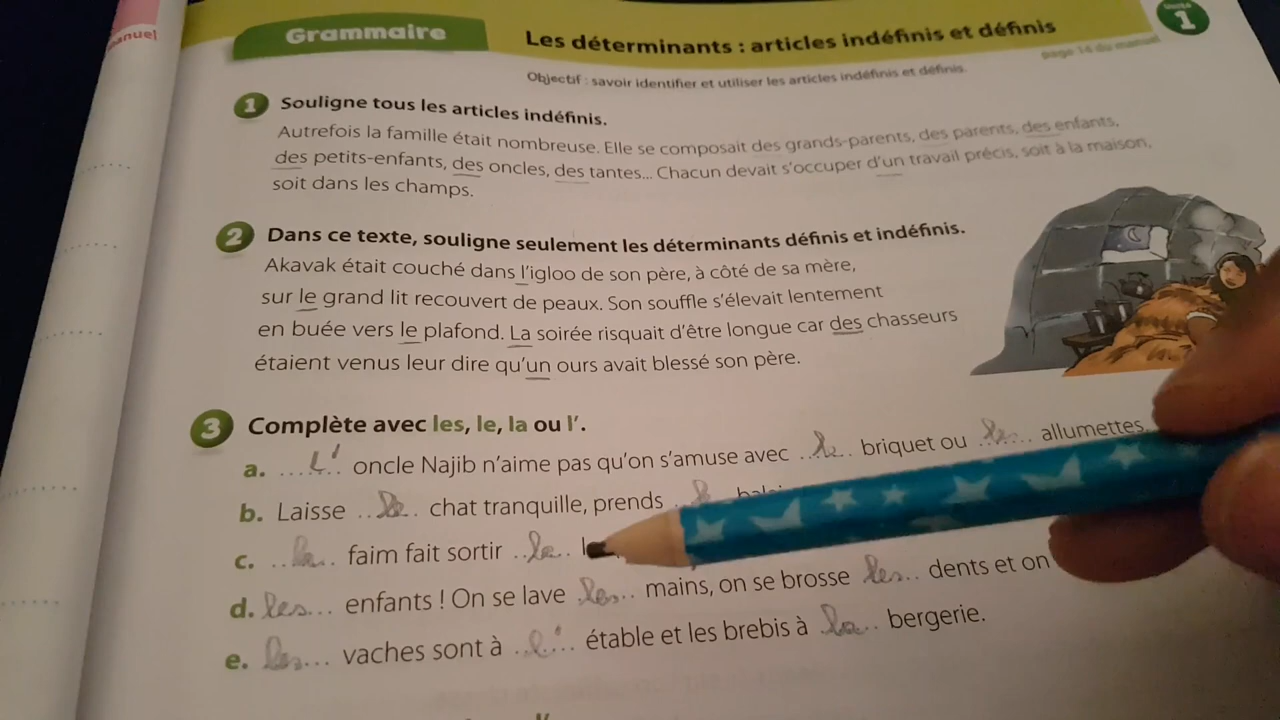 anuel
Grammaire
Les déterminants : articles indéfinis et définis
Unité 1
page 14 du manuel
Objectif : savoir identifier et utiliser les articles indéfinis et définis.
1 Souligne tous les articles indéfinis.
Autrefois la famille était nombreuse. Elle se composait des grands-parents, des parents, des enfants,
des petits-enfants, des oncles, des tantes... Chacun devait s'occuper d'un travail précis, soit à la maison,
soit dans les champs.
2 Dans ce texte, souligne seulement les déterminants définis et indéfinis.
Akavak était couché dans l'igloo de son père, à côté de sa mère,
sur le grand lit recouvert de peaux. Son souffle s'élevait lentement
en buée vers le plafond. La soirée risquait d'être longue car des chasseurs
étaient venus leur dire qu'un ours avait blessé son père.
3 Complète avec les, le, la ou l'.
a. ....L'.. oncle Najib n'aime pas qu'on s'amuse avec ..le.. briquet ou .les... allumettes.
b. Laisse ..le.. chat tranquille, prends ..le..
c. ..la.. faim fait sortir ..le..
d. les... enfants ! On se lave .les.. mains, on se brosse les.. dents et on
e. les... vaches sont à ..l'... étable et les brebis à .la.. bergerie.